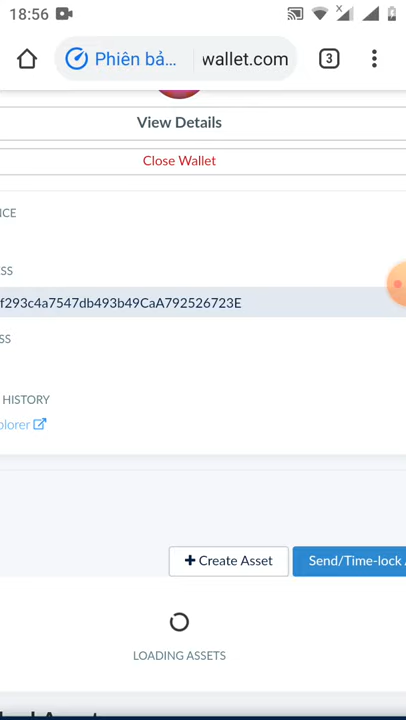 18:56
Phiên bả... wallet.com
3
View Details
Close Wallet
NCE
SS
f293c4a7547db493b49CaA792526723E
SS
HISTORY
plorer
+ Create Asset
Send/Time-lock
LOADING ASSETS